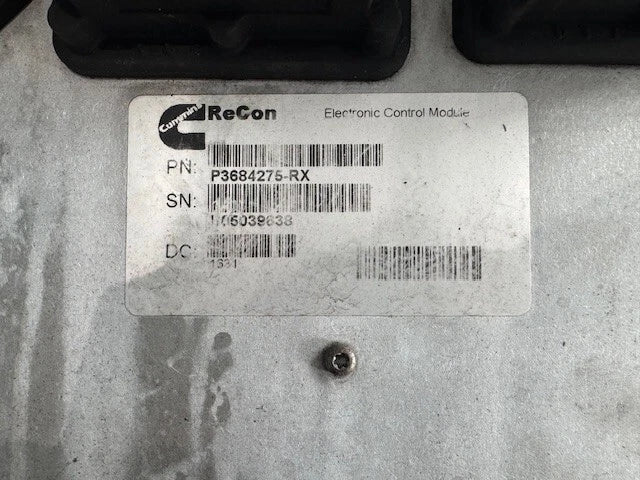 Cummins ReCon Electronic Control Module
PN:
P3684275-RX
SN:
DC: